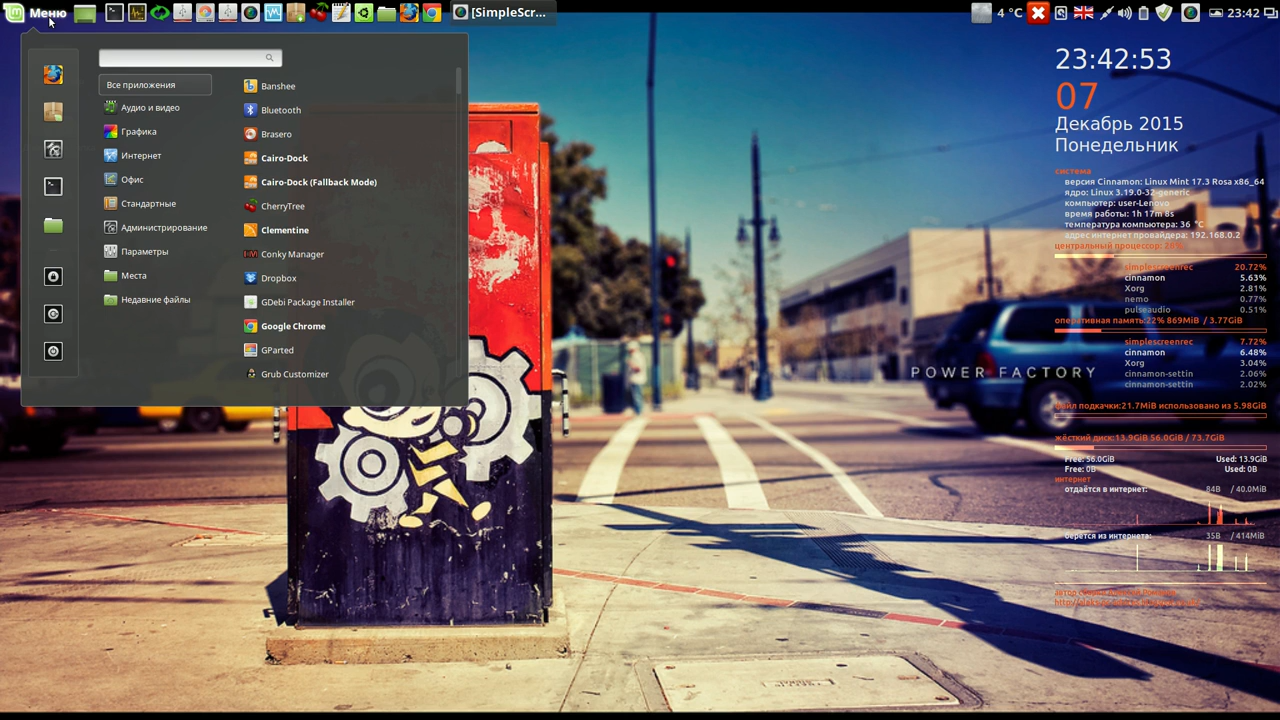 Меню
[SimpleScr...
4 °C
23:42
Все приложения
Аудио и видео
Графика
Интернет
Офис
Стандартные
Администрирование
Параметры
Места
Недавние файлы
Banshee
Bluetooth
Brasero
Cairo-Dock
Cairo-Dock (Fallback Mode)
CherryTree
Clementine
Conky Manager
Dropbox
GDebi Package Installer
Google Chrome
GParted
Grub Customizer
POWER FACTORY
23:42:53
07
Декабрь 2015
Понедельник
система
версия Cinnamon: Linux Mint 17.3 Rosa x86_64
ядро: Linux 3.19.0-32-generic
компьютер: user-Lenovo
время работы: 1h 17m 8s
температура компьютера: 36 °C
адрес интернет провайдера: 192.168.0.2
центральный процессор: 28%
simplescreenrec 20.72%
cinnamon 5.63%
Xorg 2.81%
nemo 0.77%
pulseaudio 0.51%
оперативная память:22% 869MiB / 3.77GiB
simplescreenrec 7.72%
cinnamon 6.48%
Xorg 3.04%
cinnamon-settin 2.06%
cinnamon-settin 2.02%
файл подкачки:21.7MiB использовано из 5.98GiB
жёсткий диск:13.9GiB 56.0GiB / 73.7GiB
Free: 56.0GiB Used: 13.9GiB
Free: 0B Used: 0B
интернет
отдаётся в интернет: 84B / 40.0MiB
берется из интернета: 35B / 414MiB